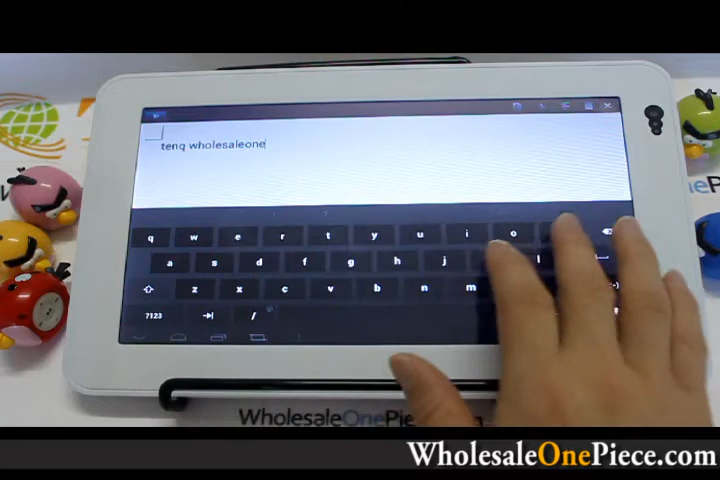 tenq wholesaleone
q w e r t y u i o
a s d f g h j l
z x c v b n m
?123 /
WholesaleOnePiece
WholesaleOnePiece.com